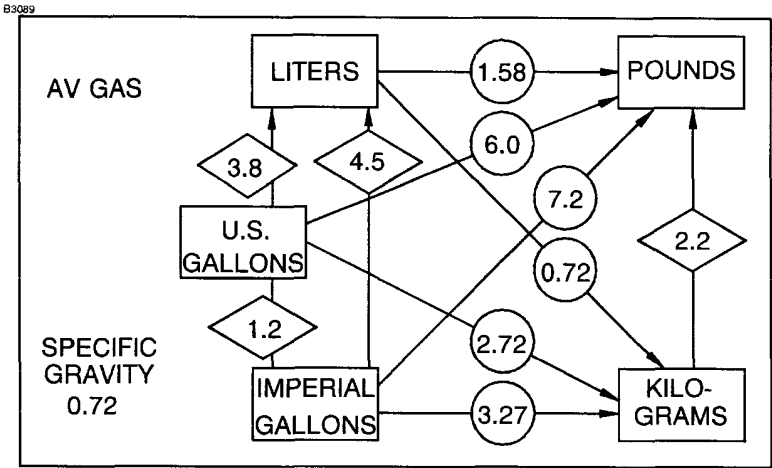 B3089
AV GAS
LITERS
1.58
POUNDS
3.8
4.5
6.0
7.2
U.S.
GALLONS
2.2
0.72
1.2
SPECIFIC
GRAVITY
0.72
2.72
IMPERIAL
GALLONS
3.27
KILO-
GRAMS